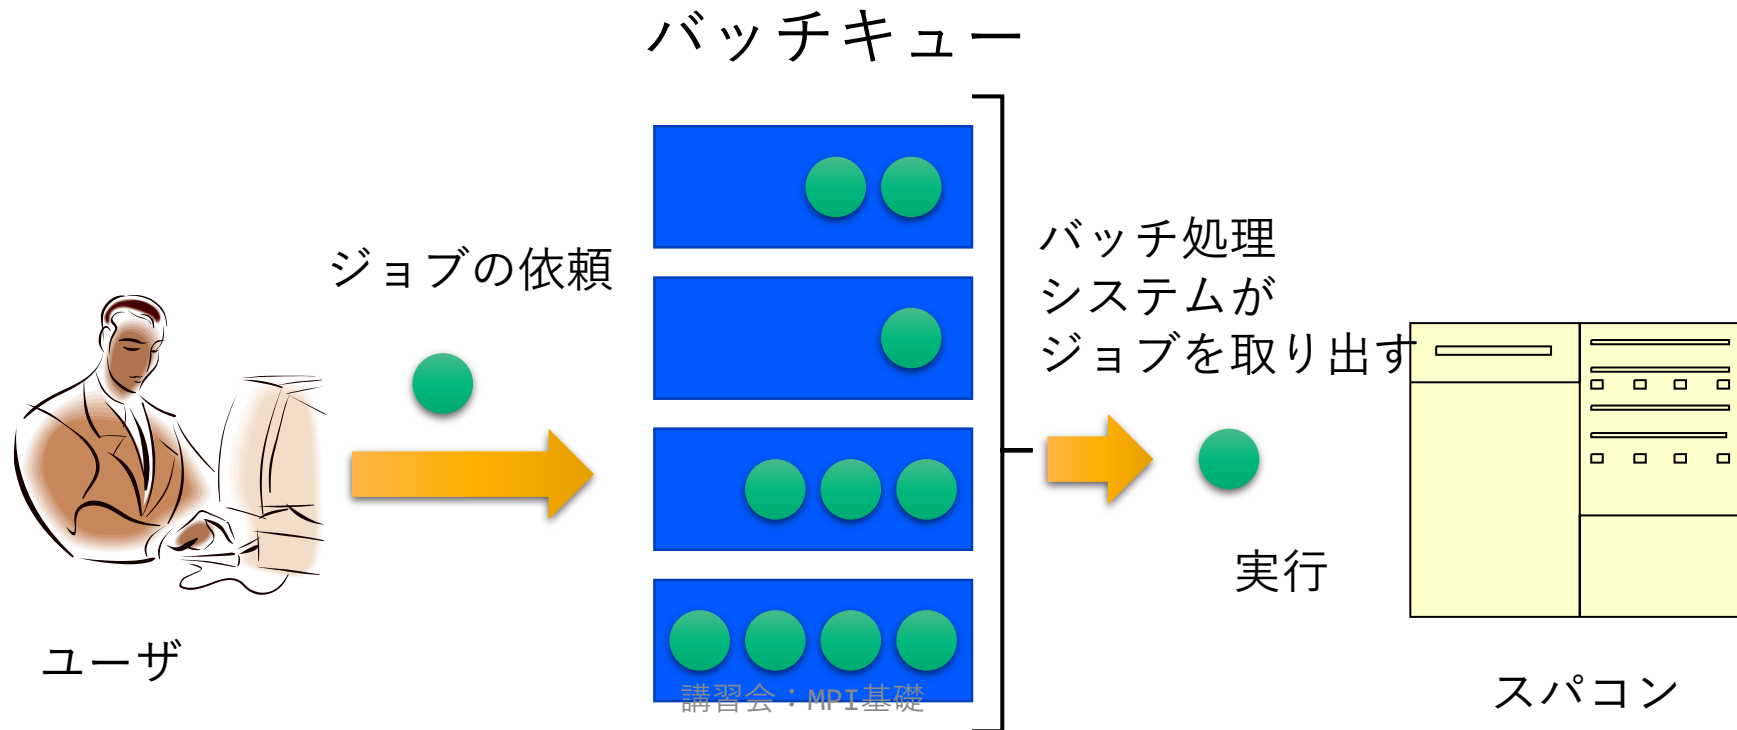 バッチキュー
ジョブの依頼
バッチ処理
システムが
ジョブを取り出す
実行
ユーザ
講習会：MPI基礎
スパコン